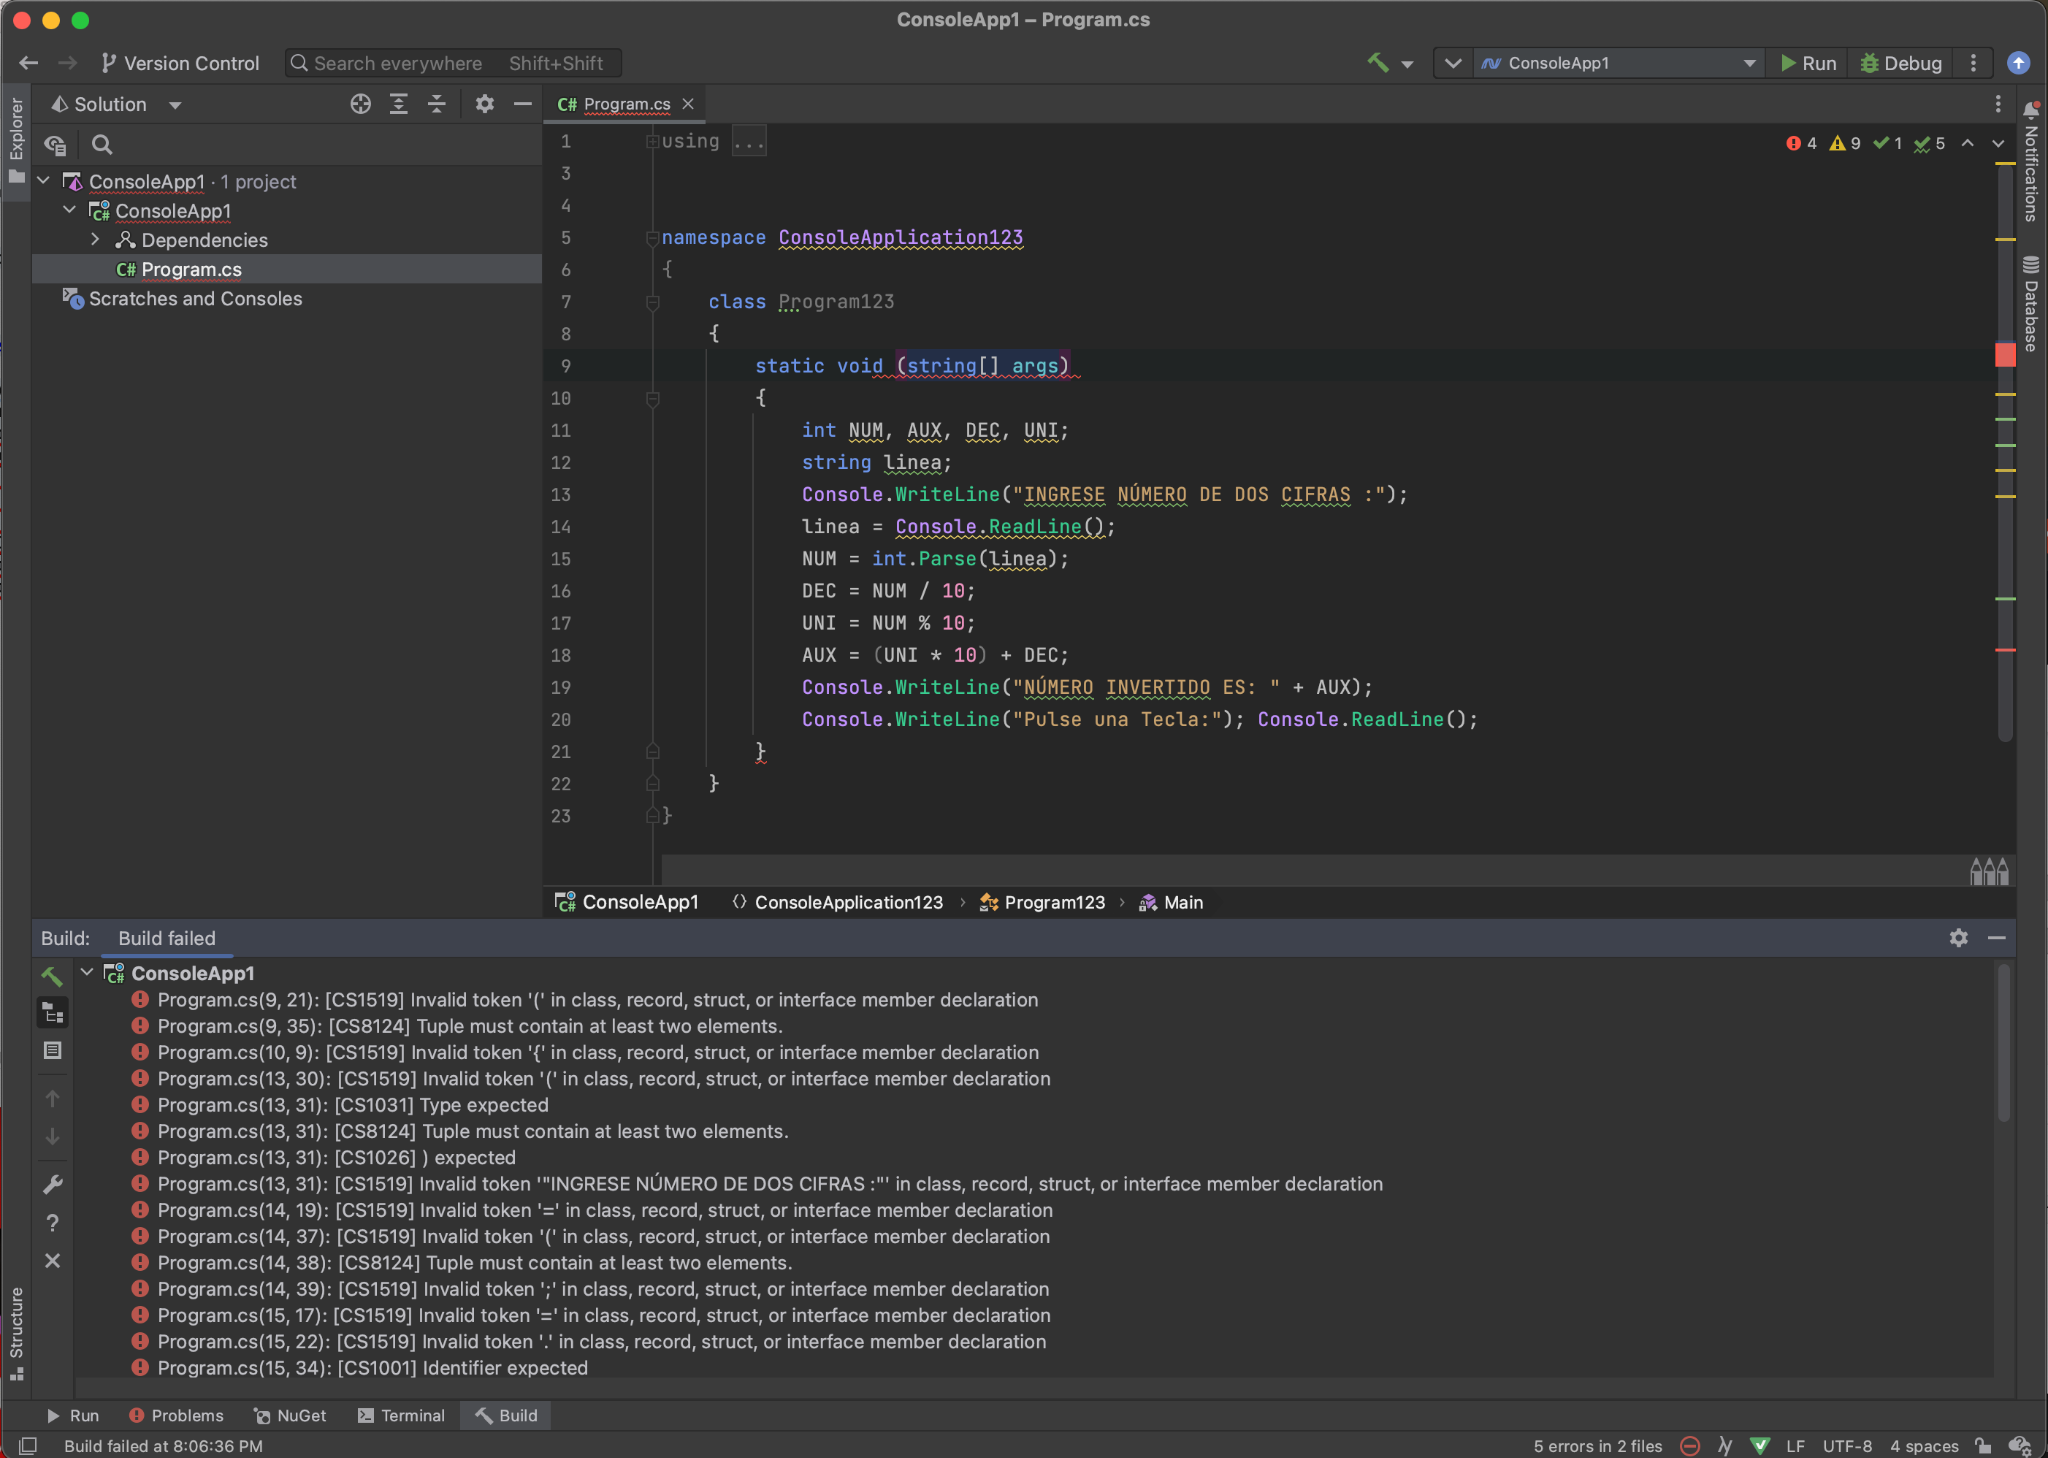 ConsoleApp1 – Program.cs
Version Control
Search everywhere Shift+Shift
ConsoleApp1
Run
Debug
Explorer
Solution
C# Program.cs
ConsoleApp1 · 1 project
C# ConsoleApp1
Dependencies
C# Program.cs
Scratches and Consoles
4 9 1 5
1 using ...
3
4
5 namespace ConsoleApplication123
6 {
7 class Program123
8 {
9 static void (string[] args)
10 {
11 int NUM, AUX, DEC, UNI;
12 string linea;
13 Console.WriteLine("INGRESE NÚMERO DE DOS CIFRAS :");
14 linea = Console.ReadLine();
15 NUM = int.Parse(linea);
16 DEC = NUM / 10;
17 UNI = NUM % 10;
18 AUX = (UNI * 10) + DEC;
19 Console.WriteLine("NÚMERO INVERTIDO ES: " + AUX);
20 Console.WriteLine("Pulse una Tecla:"); Console.ReadLine();
21 }
22 }
23 }
Notifications
Database
C# ConsoleApp1 ConsoleApplication123 › Program123 › Main
Build: Build failed
C# ConsoleApp1
Program.cs(9, 21): [CS1519] Invalid token '(' in class, record, struct, or interface member declaration
Program.cs(9, 35): [CS8124] Tuple must contain at least two elements.
Program.cs(10, 9): [CS1519] Invalid token '{' in class, record, struct, or interface member declaration
Program.cs(13, 30): [CS1519] Invalid token '(' in class, record, struct, or interface member declaration
Program.cs(13, 31): [CS1031] Type expected
Program.cs(13, 31): [CS8124] Tuple must contain at least two elements.
Program.cs(13, 31): [CS1026] ) expected
Program.cs(13, 31): [CS1519] Invalid token '"INGRESE NÚMERO DE DOS CIFRAS :"' in class, record, struct, or interface member declaration
Program.cs(14, 19): [CS1519] Invalid token '=' in class, record, struct, or interface member declaration
Program.cs(14, 37): [CS1519] Invalid token '(' in class, record, struct, or interface member declaration
Program.cs(14, 38): [CS8124] Tuple must contain at least two elements.
Program.cs(14, 39): [CS1519] Invalid token ';' in class, record, struct, or interface member declaration
Program.cs(15, 17): [CS1519] Invalid token '=' in class, record, struct, or interface member declaration
Program.cs(15, 22): [CS1519] Invalid token '.' in class, record, struct, or interface member declaration
Program.cs(15, 34): [CS1001] Identifier expected
Structure
Run Problems NuGet Terminal Build
Build failed at 8:06:36 PM
5 errors in 2 files LF UTF-8 4 spaces